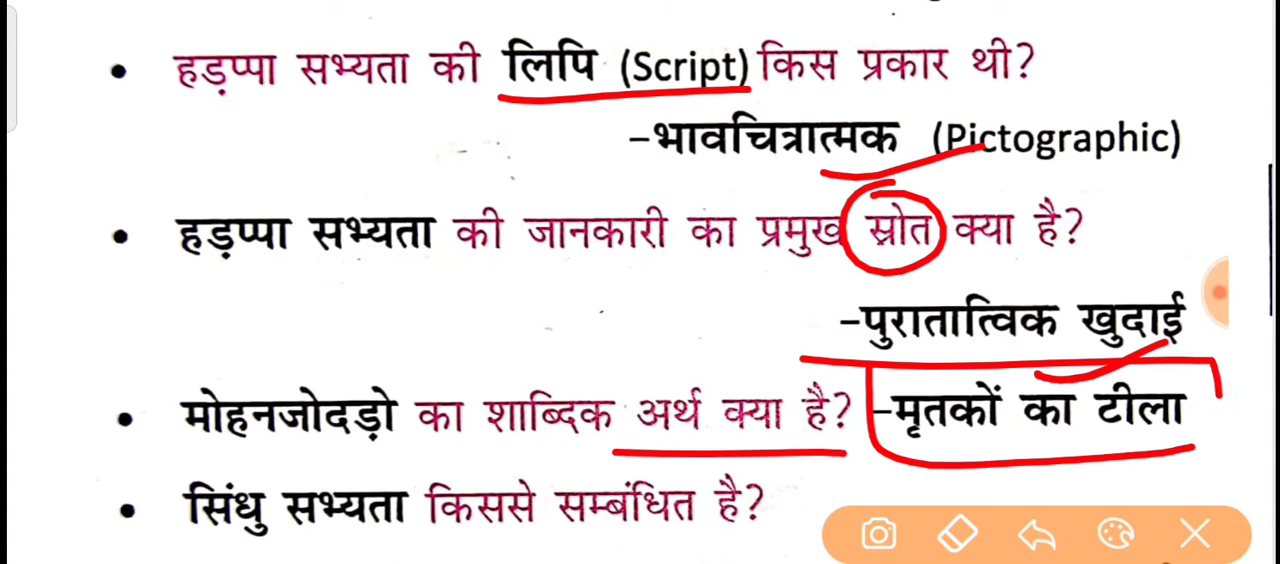 • हड़प्पा सभ्यता की लिपि (Script) किस प्रकार थी?
–भावचित्रात्मक (Pictographic)
• हड़प्पा सभ्यता की जानकारी का प्रमुख स्रोत क्या है?
–पुरातात्विक खुदाई
• मोहनजोदड़ो का शाब्दिक अर्थ क्या है? –मृतकों का टीला
• सिंधु सभ्यता किससे सम्बंधित है?